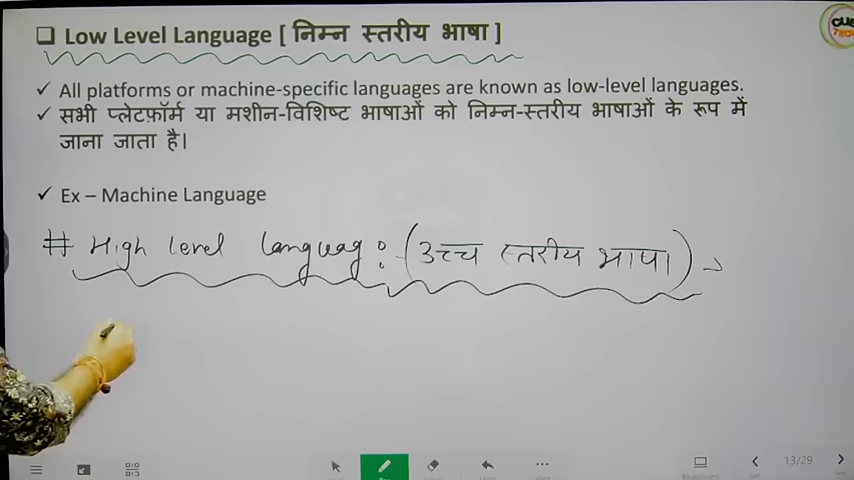 Low Level Language [ निम्न स्तरीय भाषा ]
All platforms or machine-specific languages are known as low-level languages.
सभी प्लेटफ़ॉर्म या मशीन-विशिष्ट भाषाओं को निम्न-स्तरीय भाषाओं के रूप में
जाना जाता है।
Ex – Machine Language
# High level languag: (उच्च स्तरीय भाषा)
13/29